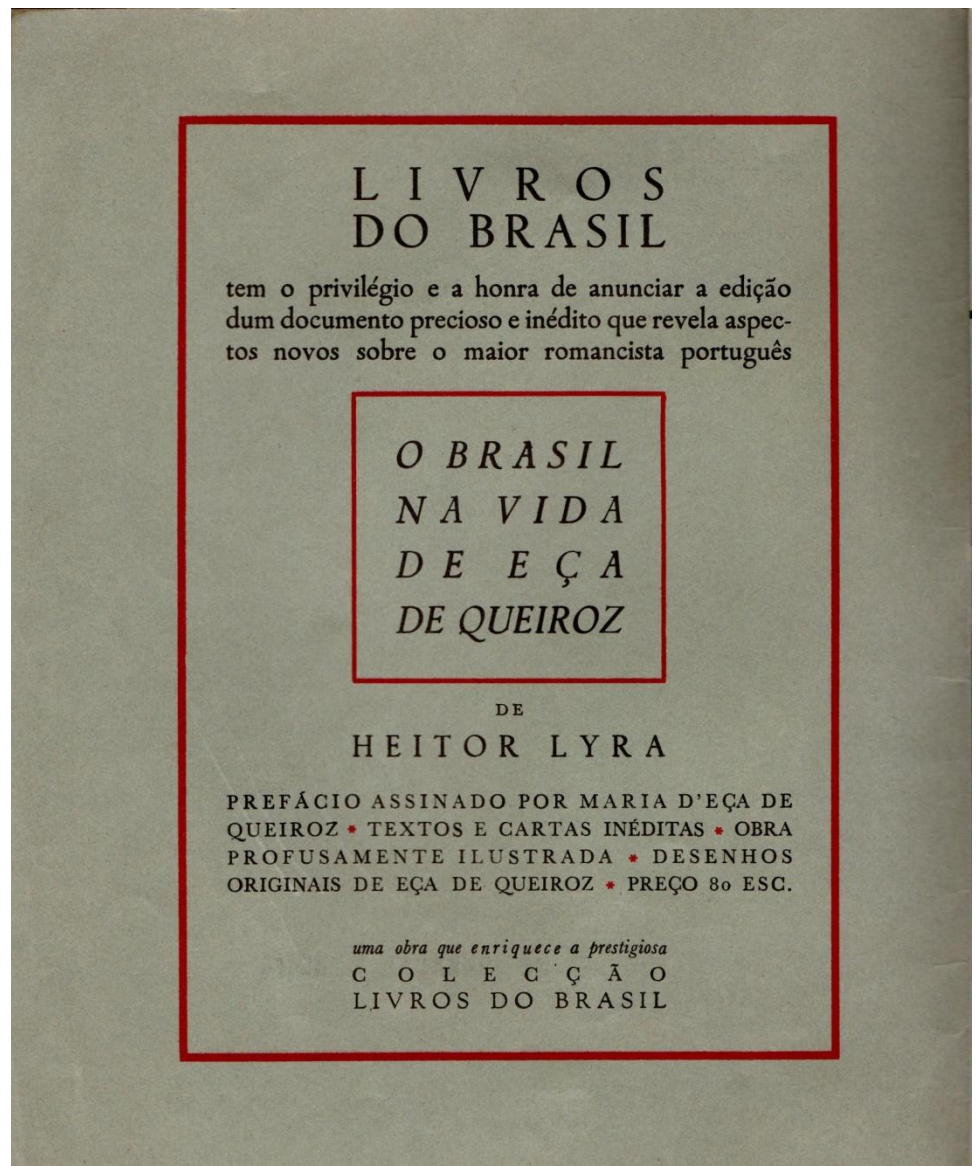 LIVROS
DO BRASIL
tem o privilégio e a honra de anunciar a edição
dum documento precioso e inédito que revela aspec-
tos novos sobre o maior romancista português
O BRASIL
NA VIDA
DE EÇA
DE QUEIROZ
DE
HEITOR LYRA
PREFÁCIO ASSINADO POR MARIA D'EÇA DE
QUEIROZ * TEXTOS E CARTAS INÉDITAS * OBRA
PROFUSAMENTE ILUSTRADA * DESENHOS
ORIGINAIS DE EÇA DE QUEIROZ * PREÇO 80 ESC.
uma obra que enriquece a prestigiosa
COLECÇÃO
LIVROS DO BRASIL